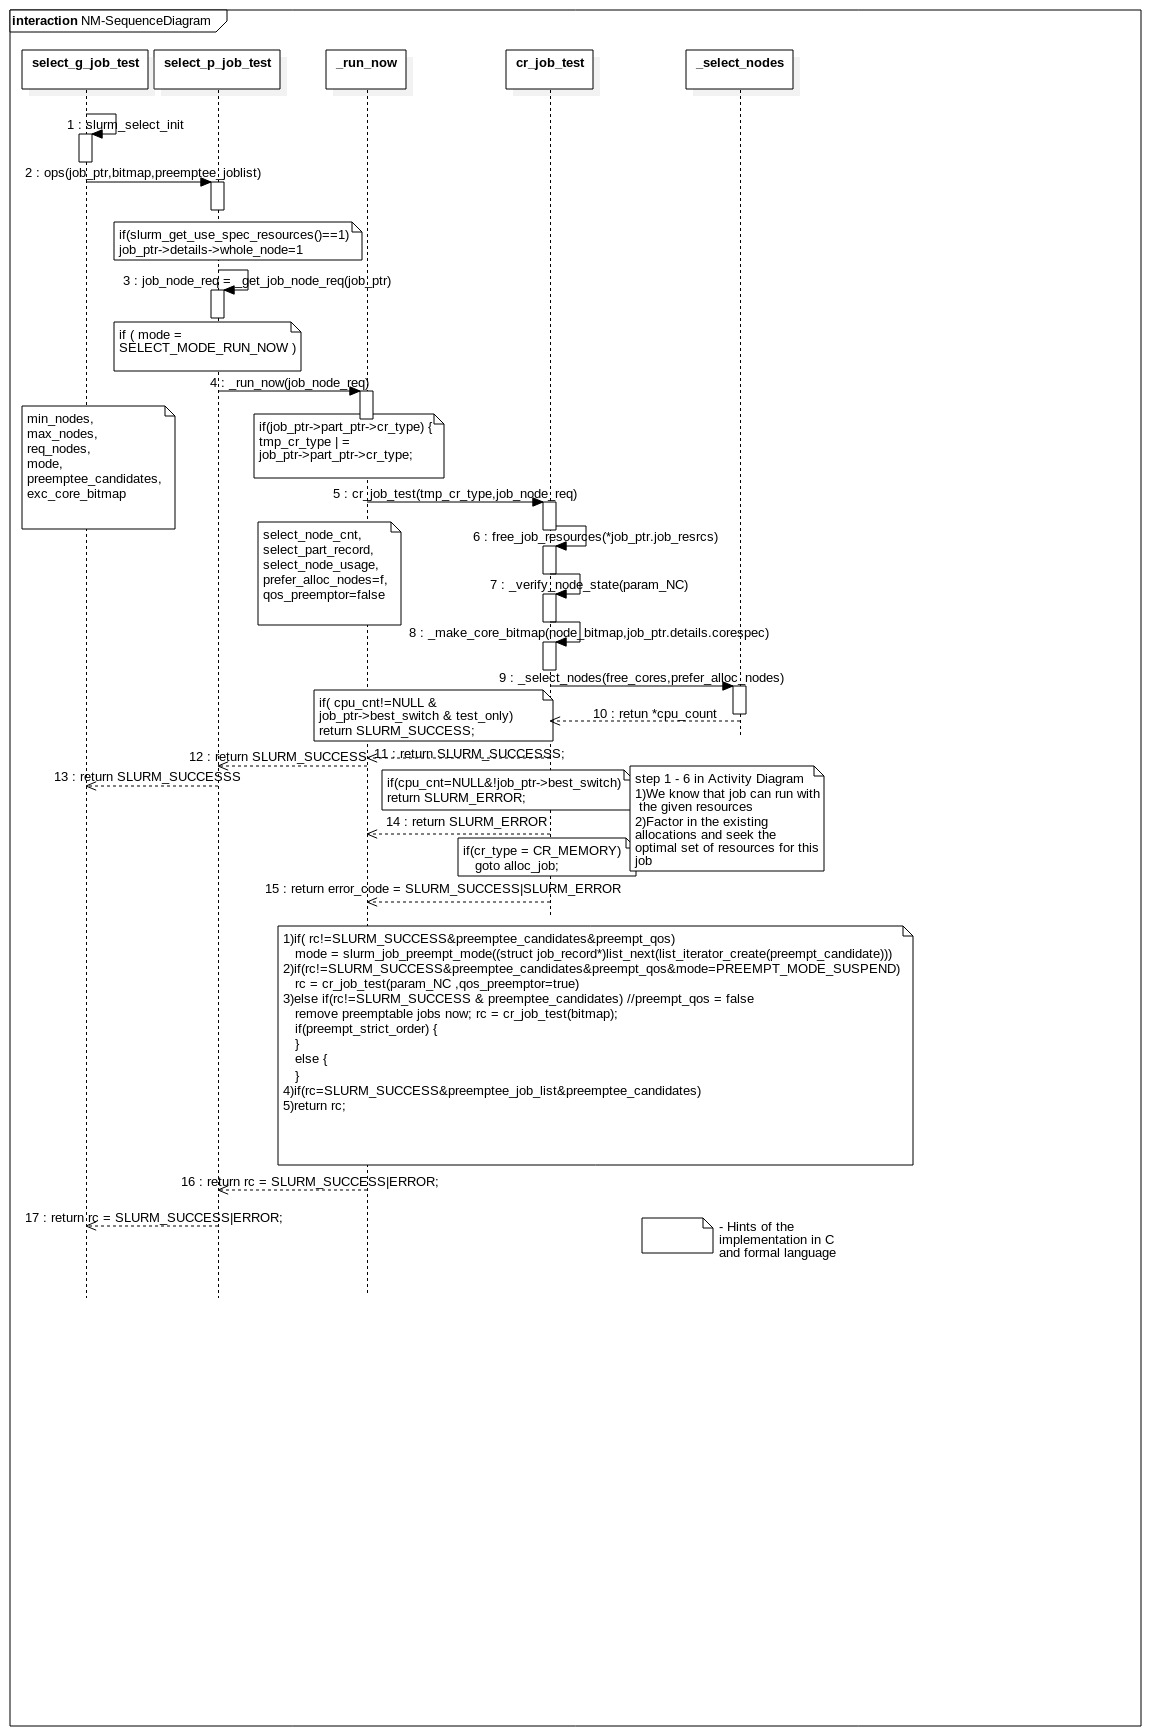 interaction NM-SequenceDiagram
select_g_job_test
select_p_job_test
_run_now
cr_job_test
_select_nodes
1 : slurm_select_init
2 : ops(job_ptr,bitmap,preemptee_joblist)
if(slurm_get_use_spec_resources()==1)
job_ptr->details->whole_node=1
3 : job_node_req = _get_job_node_req(job_ptr)
if ( mode =
SELECT_MODE_RUN_NOW )
4 : _run_now(job_node_req)
min_nodes,
max_nodes,
req_nodes,
mode,
preemptee_candidates,
exc_core_bitmap
if(job_ptr->part_ptr->cr_type) {
tmp_cr_type | =
job_ptr->part_ptr->cr_type;
5 : cr_job_test(tmp_cr_type,job_node_req)
select_node_cnt,
select_part_record,
select_node_usage,
prefer_alloc_nodes=f,
qos_preemptor=false
6 : free_job_resources(*job_ptr.job_resrcs)
7 : _verify_node_state(param_NC)
8 : _make_core_bitmap(node_bitmap,job_ptr.details.corespec)
9 : _select_nodes(free_cores,prefer_alloc_nodes)
if( cpu_cnt!=NULL &
job_ptr->best_switch & test_only)
return SLURM_SUCCESS;
10 : retun *cpu_count
11 : return SLURM_SUCCESSS;
12 : return SLURM_SUCCESS
13 : return SLURM_SUCCESSS
if(cpu_cnt=NULL&!job_ptr->best_switch)
return SLURM_ERROR;
step 1 - 6 in Activity Diagram
1)We know that job can run with
the given resources
2)Factor in the existing
allocations and seek the
optimal set of resources for this
job
14 : return SLURM_ERROR
if(cr_type = CR_MEMORY)
goto alloc_job;
15 : return error_code = SLURM_SUCCESS|SLURM_ERROR
1)if( rc!=SLURM_SUCCESS&preemptee_candidates&preempt_qos)
mode = slurm_job_preempt_mode((struct job_record*)list_next(list_iterator_create(preempt_candidate)))
2)if(rc!=SLURM_SUCCESS&preemptee_candidates&preempt_qos&mode=PREEMPT_MODE_SUSPEND)
rc = cr_job_test(param_NC ,qos_preemptor=true)
3)else if(rc!=SLURM_SUCCESS & preemptee_candidates) //preempt_qos = false
remove preemptable jobs now; rc = cr_job_test(bitmap);
if(preempt_strict_order) {
}
else {
}
4)if(rc=SLURM_SUCCESS&preemptee_job_list&preemptee_candidates)
5)return rc;
16 : return rc = SLURM_SUCCESS|ERROR;
17 : return rc = SLURM_SUCCESS|ERROR;
- Hints of the
implementation in C
and formal language